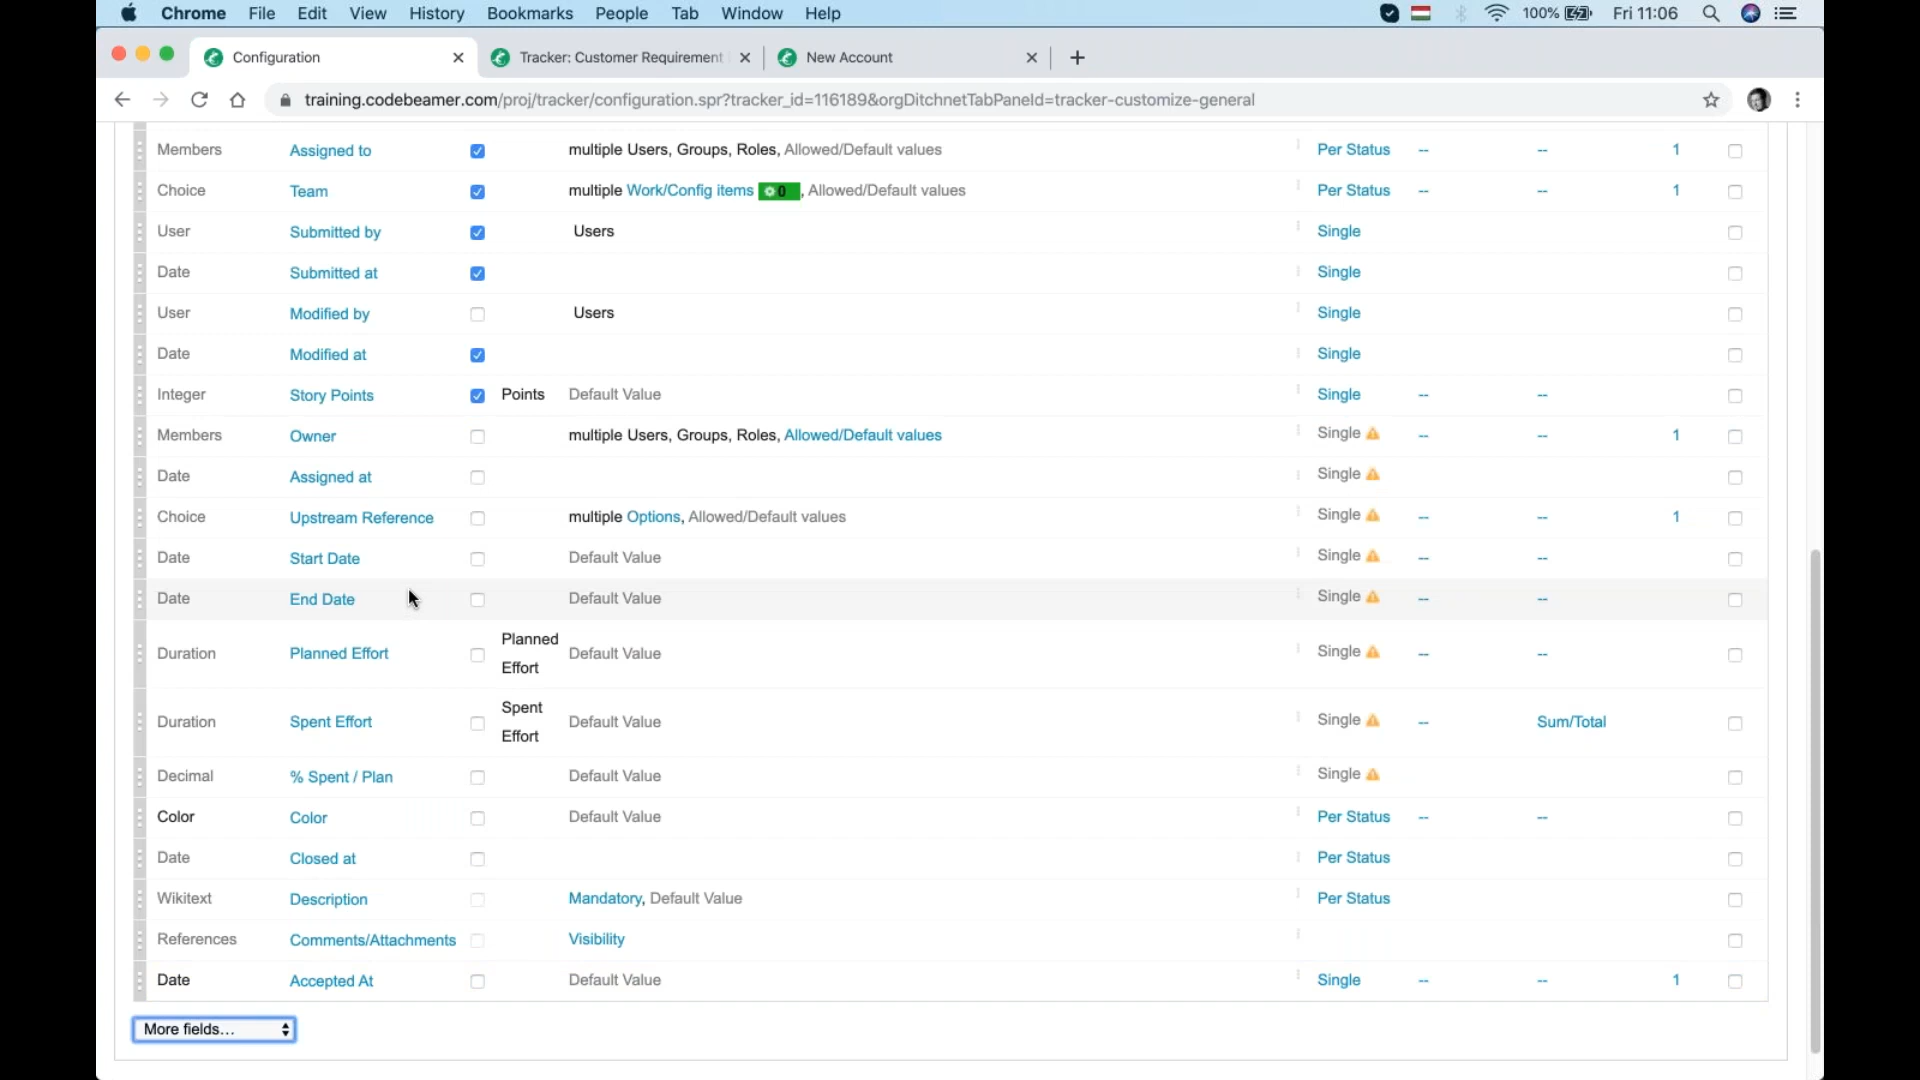 Chrome File Edit View History Bookmarks People Tab Window Help 100% Fri 11:06
Configuration Tracker: Customer Requirement New Account
training.codebeamer.com/proj/tracker/configuration.spr?tracker_id=116189&orgDitchnetTabPaneId=tracker-customize-general
Members Assigned to multiple Users, Groups, Roles, Allowed/Default values Per Status -- -- 1
Choice Team multiple Work/Config items 0, Allowed/Default values Per Status -- -- 1
User Submitted by Users Single
Date Submitted at Single
User Modified by Users Single
Date Modified at Single
Integer Story Points Points Default Value Single -- --
Members Owner multiple Users, Groups, Roles, Allowed/Default values Single -- -- 1
Date Assigned at Single
Choice Upstream Reference multiple Options, Allowed/Default values Single -- -- 1
Date Start Date Default Value Single -- --
Date End Date Default Value Single -- --
Duration Planned Effort Planned Effort Default Value Single -- --
Duration Spent Effort Spent Effort Default Value Single -- Sum/Total
Decimal % Spent / Plan Default Value Single
Color Color Default Value Per Status -- --
Date Closed at Per Status
Wikitext Description Mandatory, Default Value Per Status
References Comments/Attachments Visibility
Date Accepted At Default Value Single -- -- 1
More fields...